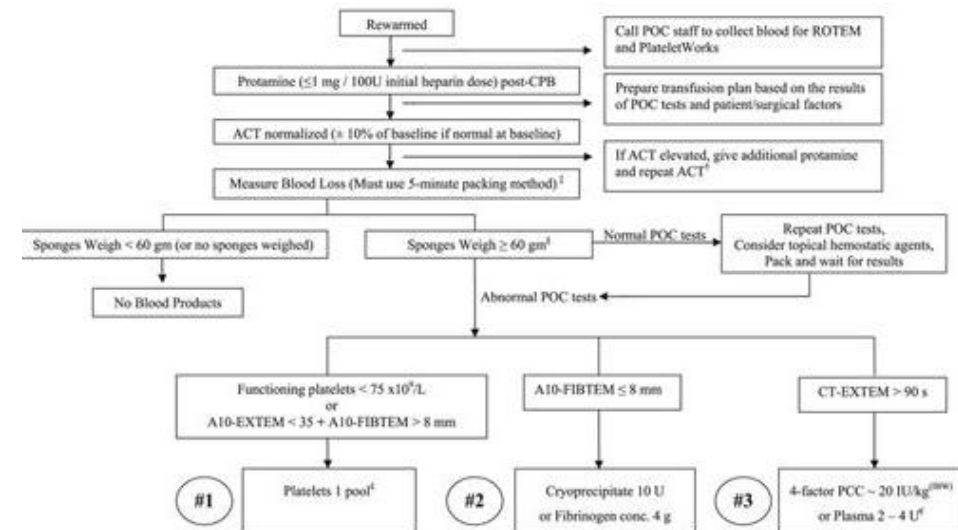 Rewarmed
Call POC staff to collect blood for ROTEM
and PlateletWorks
Protamine (≤1 mg / 100U initial heparin dose) post-CPB
Prepare transfusion plan based on the results
of POC tests and patient/surgical factors
ACT normalized (± 10% of baseline if normal at baseline)
If ACT elevated, give additional protamine
and repeat ACT†
Measure Blood Loss (Must use 5-minute packing method)‡
Sponges Weigh < 60 gm (or no sponges weighed)
Sponges Weigh ≥ 60 gm
Normal POC tests
Repeat POC tests,
Consider topical hemostatic agents,
Pack and wait for results
No Blood Products
Abnormal POC tests
Functioning platelets < 75 x10⁹/L
or
A10-EXTEM < 35 + A10-FIBTEM > 8 mm
A10-FIBTEM ≤ 8 mm
CT-EXTEM > 90 s
#1
Platelets 1 pool
#2
Cryoprecipitate 10 U
or Fibrinogen conc. 4 g
#3
4-factor PCC ~ 20 IU/kg(IBW)
or Plasma 2 – 4 U